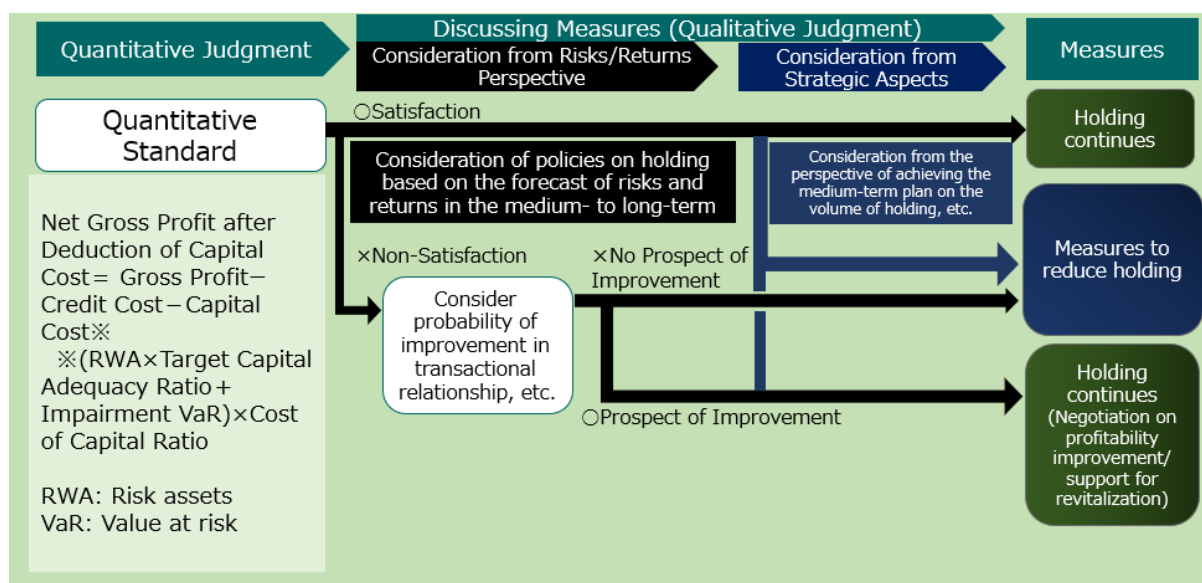 Quantitative Judgment
Discussing Measures (Qualitative Judgment)
Consideration from Risks/Returns
Perspective
Consideration from
Strategic Aspects
Measures
Quantitative
Standard
○Satisfaction
Holding
continues
Consideration of policies on holding
based on the forecast of risks and
returns in the medium- to long-term
Consideration from the
perspective of achieving the
medium-term plan on the
volume of holding, etc.
Net Gross Profit after
Deduction of Capital
Cost= Gross Profit−
Credit Cost−Capital
Cost※
※(RWA×Target Capital
Adequacy Ratio+
Impairment VaR)×Cost
of Capital Ratio
RWA: Risk assets
VaR: Value at risk
×Non-Satisfaction
×No Prospect of
Improvement
Measures to
reduce holding
Consider
probability of
improvement in
transactional
relationship, etc.
○Prospect of Improvement
Holding
continues
(Negotiation on
profitability
improvement/
support for
revitalization)